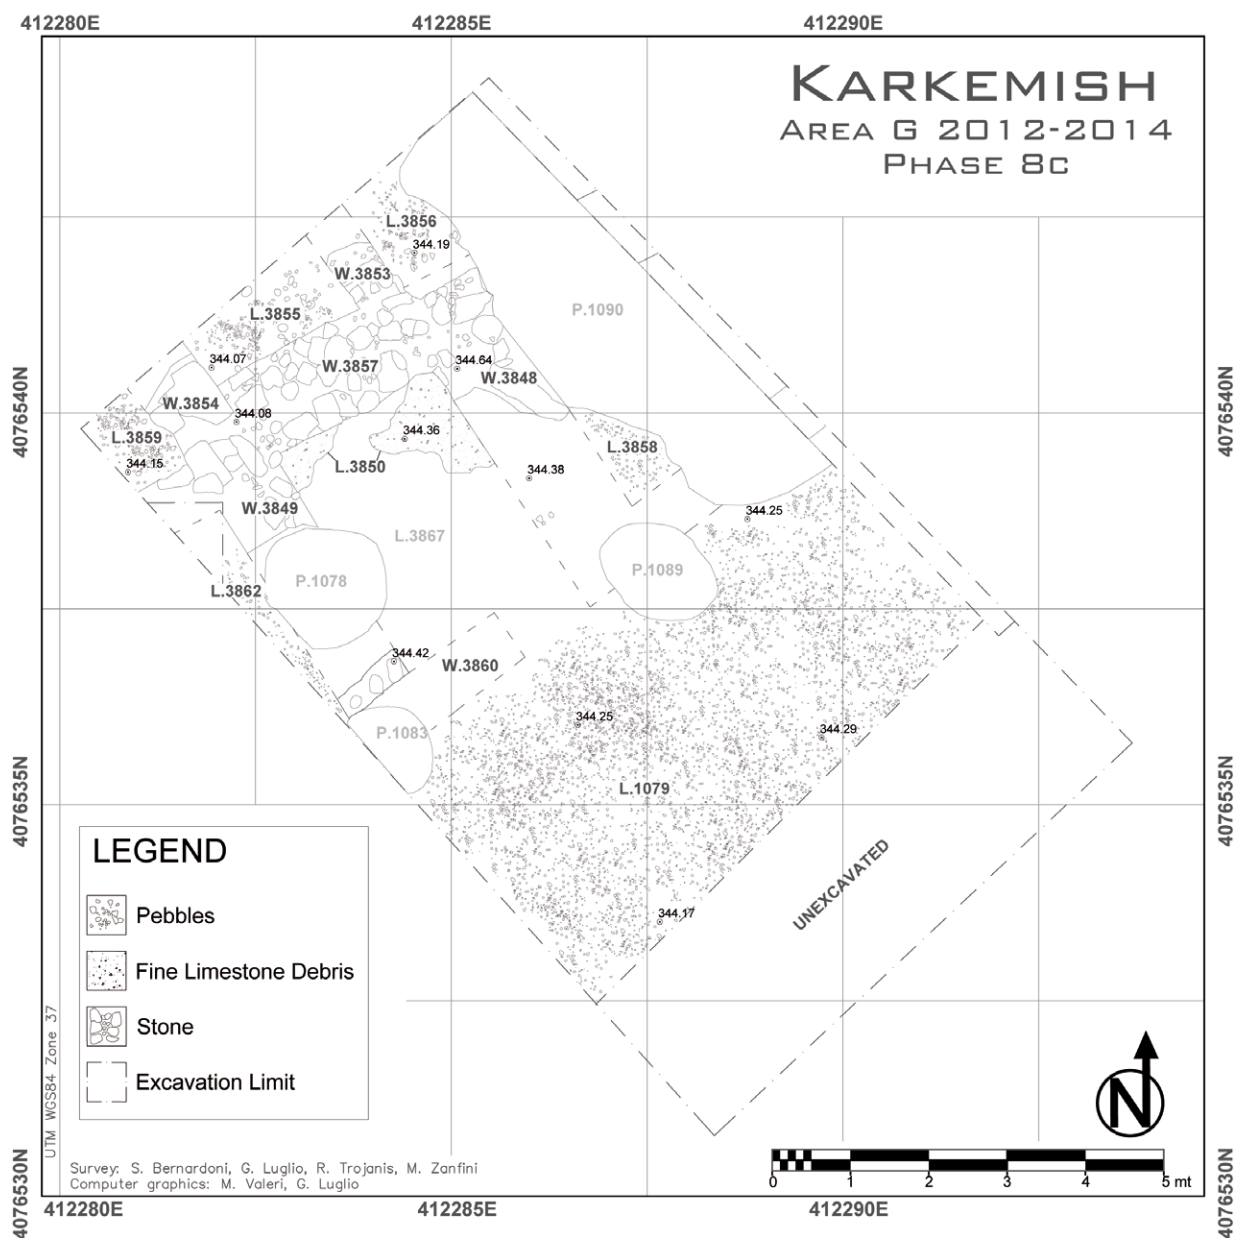 412280E
412285E
412290E
KARKEMISH
AREA G 2012-2014
PHASE 8C
L.3856
344.19
W.3853
P.1090
L.3855
344.07
W.3857
344.64
W.3848
W.3854
344.08
4076540N
4076540N
L.3859
344.36
L.3858
344.15
L.3850
344.38
W.3849
344.25
L.3867
P.1078
P.1089
L.3862
344.42
W.3860
344.25
P.1083
344.29
L.1079
4076535N
4076535N
UNEXCAVATED
344.17
LEGEND
Pebbles
Fine Limestone Debris
Stone
Excavation Limit
UTM WGS84 Zone 37
N
Survey: S. Bernardoni, G. Luglio, R. Trojanis, M. Zanfini
Computer graphics: M. Valeri, G. Luglio
0 1 2 3 4 5 mt
4076530N
4076530N
412280E
412285E
412290E